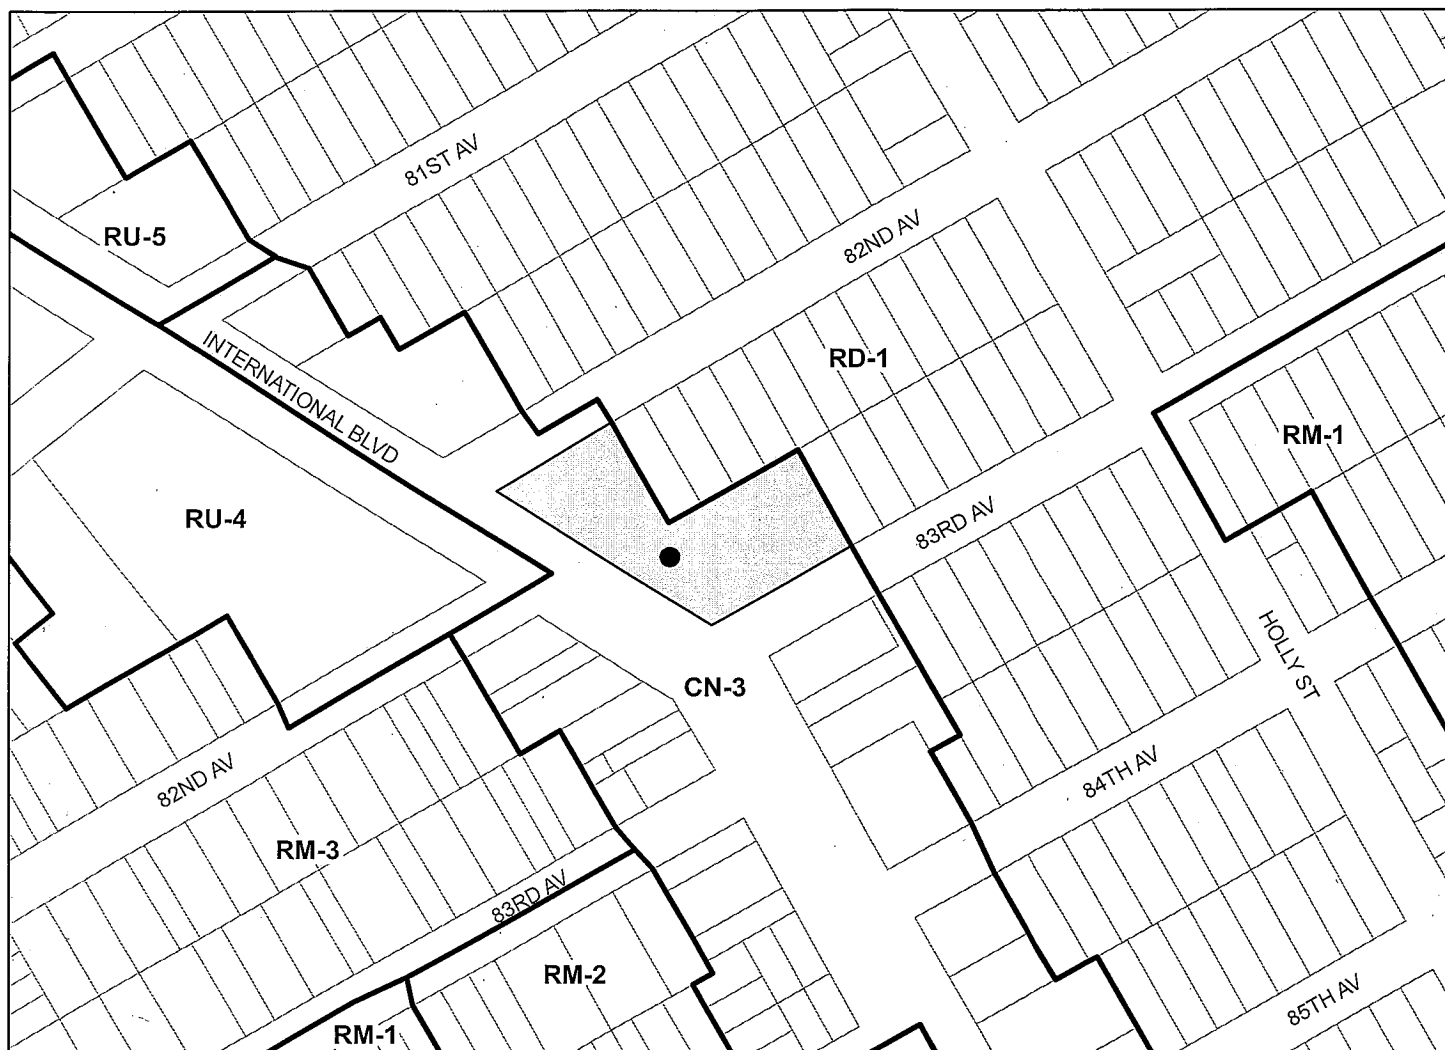 81ST AV
RU-5
82ND AV
INTERNATIONAL BLVD
RD-1
RM-1
RU-4
83RD AV
HOLLY ST
CN-3
82ND AV
84TH AV
RM-3
83RD AV
RM-2
85TH AV
RM-1